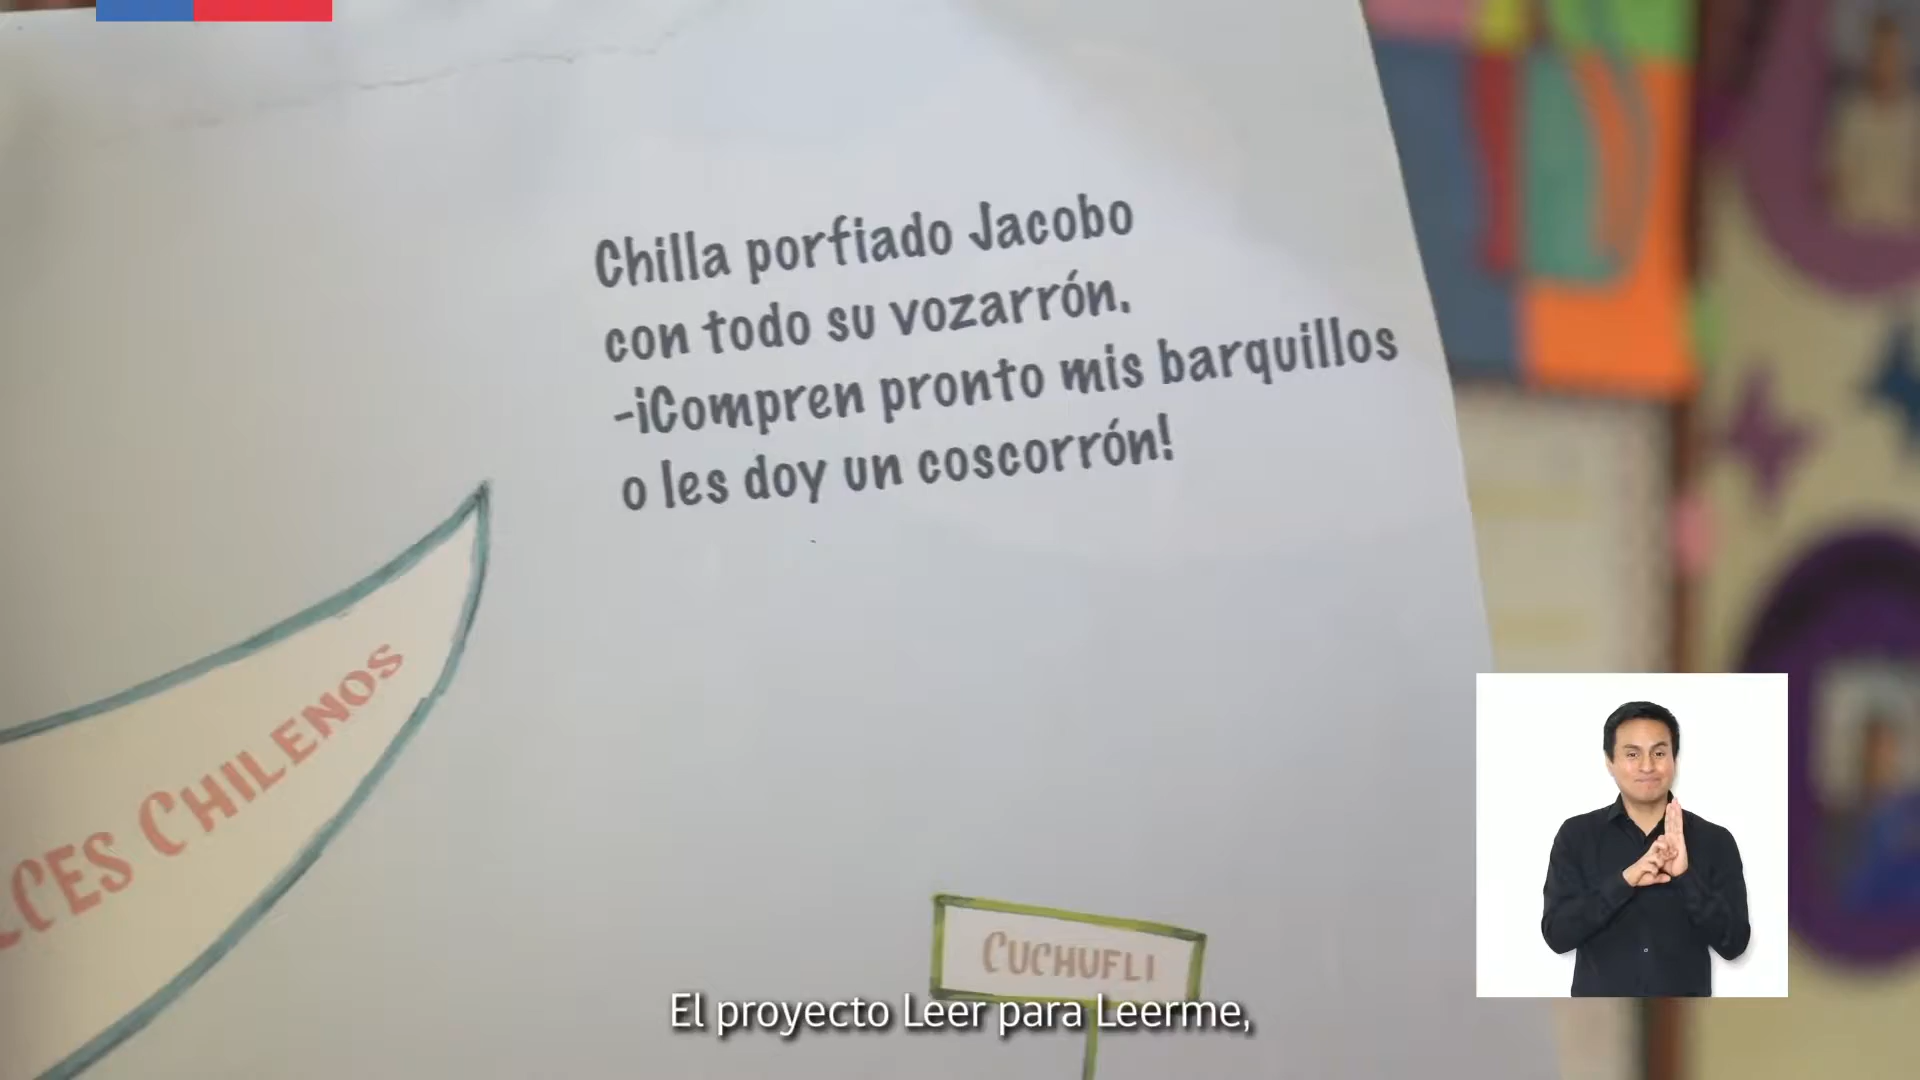 Chilla porfiado Jacobo
con todo su vozarrón.
-¡Compren pronto mis barquillos
o les doy un coscorrón!
CES CHILENOS
CUCHUFLI
El proyecto Leer para Leerme,